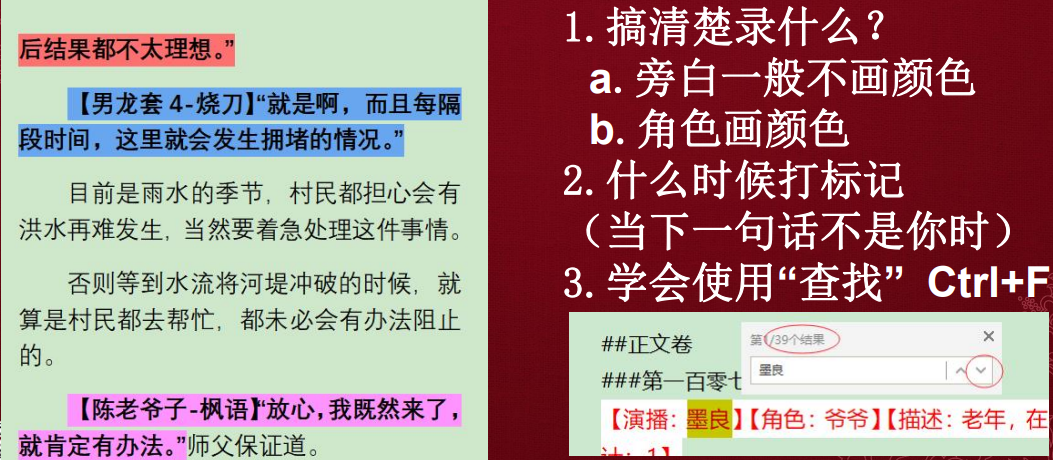 后结果都不太理想。”
【男龙套 4-烧刀】“就是啊，而且每隔
段时间，这里就会发生拥堵的情况。”
目前是雨水的季节，村民都担心会有
洪水再难发生，当然要着急处理这件事情。
否则等到水流将河堤冲破的时候，就
算是村民都去帮忙，都未必会有办法阻止
的。
【陈老爷子-枫语】“放心，我既然来了，
就肯定有办法。”师父保证道。
1. 搞清楚录什么？
a. 旁白一般不画颜色
b. 角色画颜色
2. 什么时候打标记
（当下一句话不是你时）
3. 学会使用“查找” Ctrl+F
##正文卷
###第一百零七
第1/39个结果
墨良
【演播：墨良】【角色：爷爷】【描述：老年，在